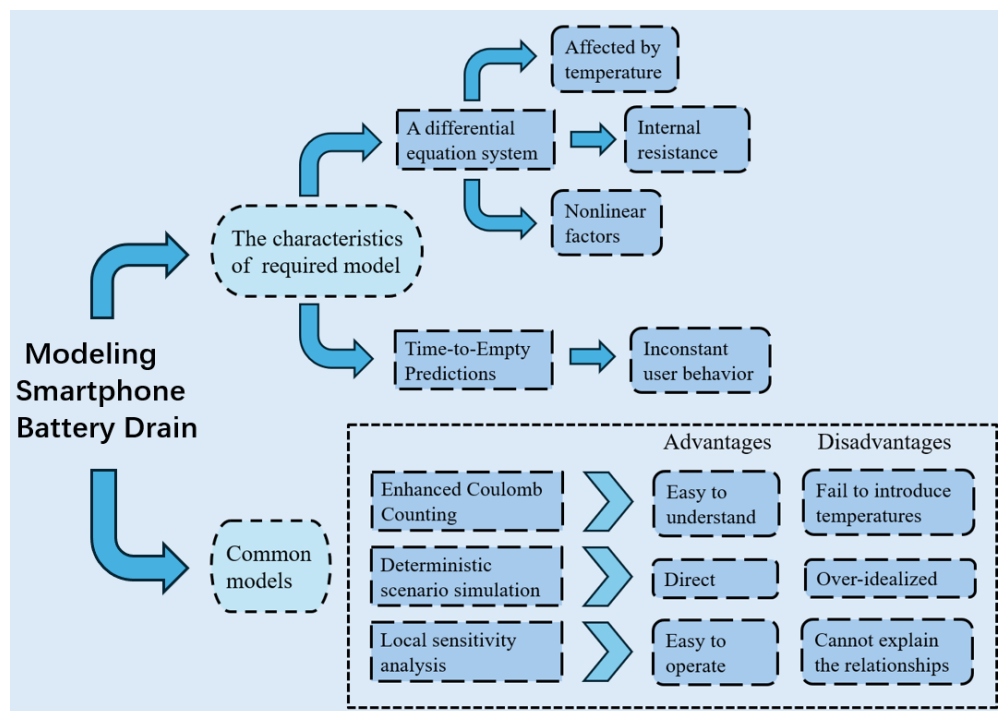 Affected by
temperature
A differential
equation system
Internal
resistance
Nonlinear
factors
The characteristics
of required model
Time-to-Empty
Predictions
Inconstant
user behavior
Modeling
Smartphone
Battery Drain
Common
models
Advantages
Disadvantages
Enhanced Coulomb
Counting
Easy to
understand
Fail to introduce
temperatures
Deterministic
scenario simulation
Direct
Over-idealized
Local sensitivity
analysis
Easy to
operate
Cannot explain
the relationships